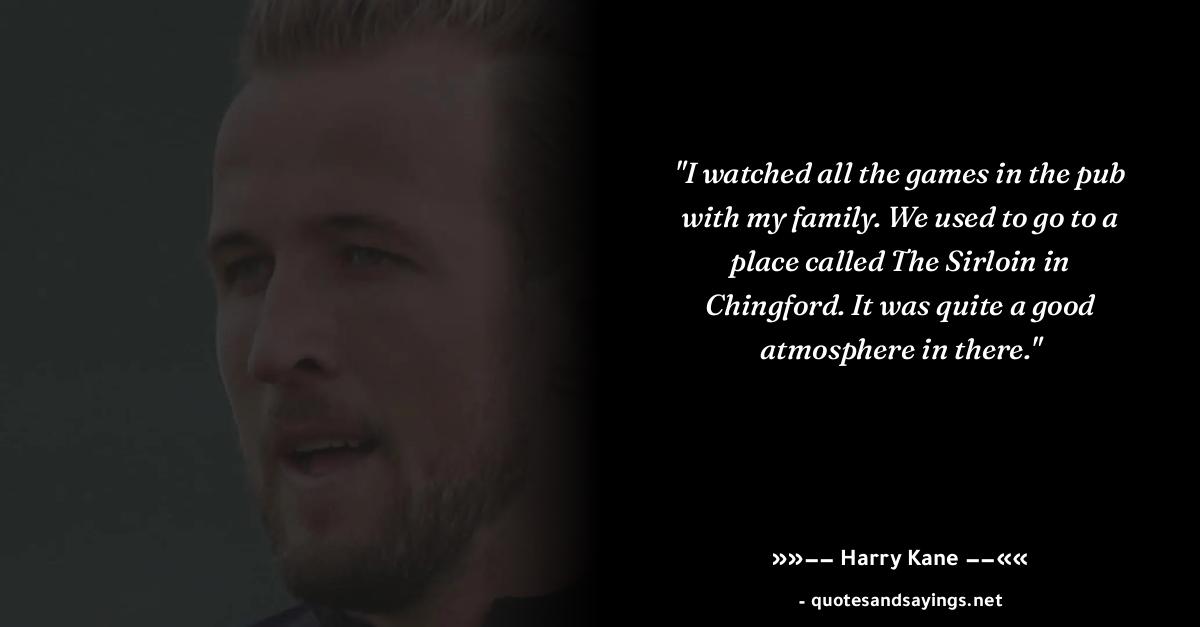 "I watched all the games in the pub
with my family. We used to go to a
place called The Sirloin in
Chingford. It was quite a good
atmosphere in there."
»»−− Harry Kane −−««
- quotesandsayings.net